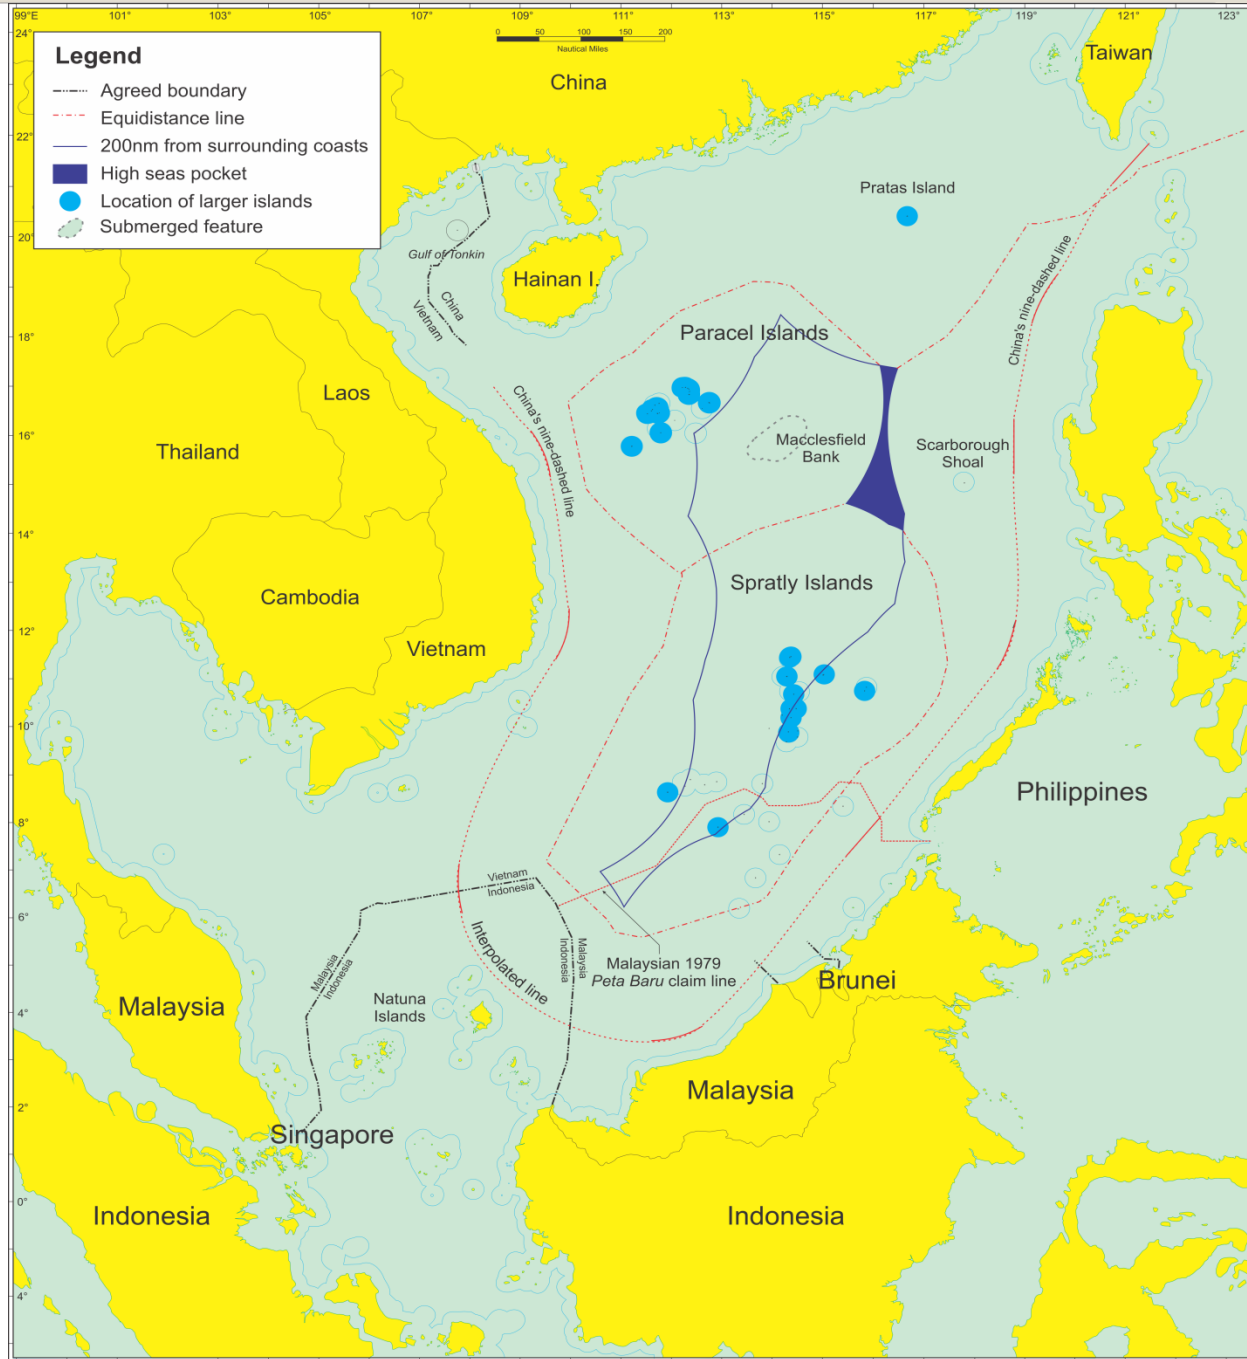 99°E 101° 103° 105° 107° 109° 111° 113° 115° 117° 119° 121° 123°
24°
22°
20°
18°
16°
14°
12°
10°
8°
6°
4°
2°
0°
4°
Legend
Agreed boundary
Equidistance line
200nm from surrounding coasts
High seas pocket
Location of larger islands
Submerged feature
0 50 100 150 200
Nautical Miles
China
Taiwan
Pratas Island
Gulf of Tonkin
Hainan I.
China
Vietnam
China's nine-dashed line
Paracel Islands
Laos
China's nine-dashed line
Thailand
Macclesfield
Bank
Scarborough
Shoal
Spratly Islands
Cambodia
Vietnam
Philippines
Vietnam
Indonesia
Malaysia
Indonesia
Malaysia
Indonesia
Interpolated line
Malaysian 1979
Peta Baru claim line
Brunei
Natuna
Islands
Malaysia
Malaysia
Singapore
Indonesia
Indonesia